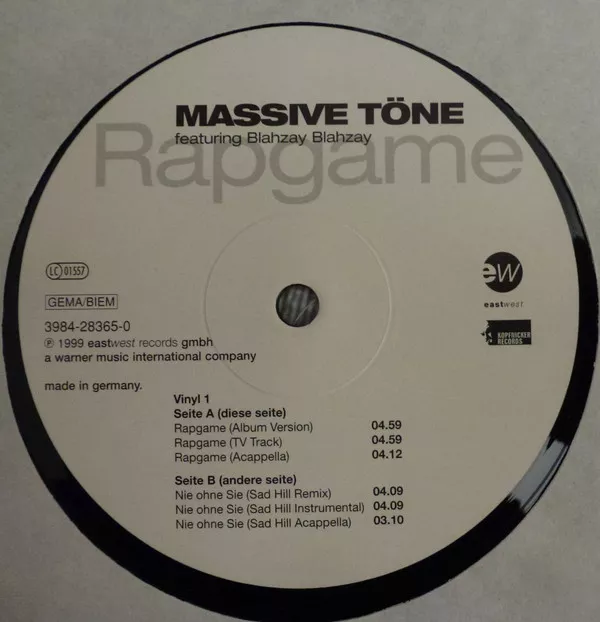 MASSIVE TÖNE
featuring Blahzay Blahzay
Rapgame
LC 01557
GEMA/BIEM
3984-28365-0
℗ 1999 eastwest records gmbh
a warner music international company
made in germany.
ew
eastwest
KOPFNICKER
RECORDS
Vinyl 1
Seite A (diese seite)
Rapgame (Album Version) 04.59
Rapgame (TV Track) 04.59
Rapgame (Acappella) 04.12
Seite B (andere seite)
Nie ohne Sie (Sad Hill Remix) 04.09
Nie ohne Sie (Sad Hill Instrumental) 04.09
Nie ohne Sie (Sad Hill Acappella) 03.10